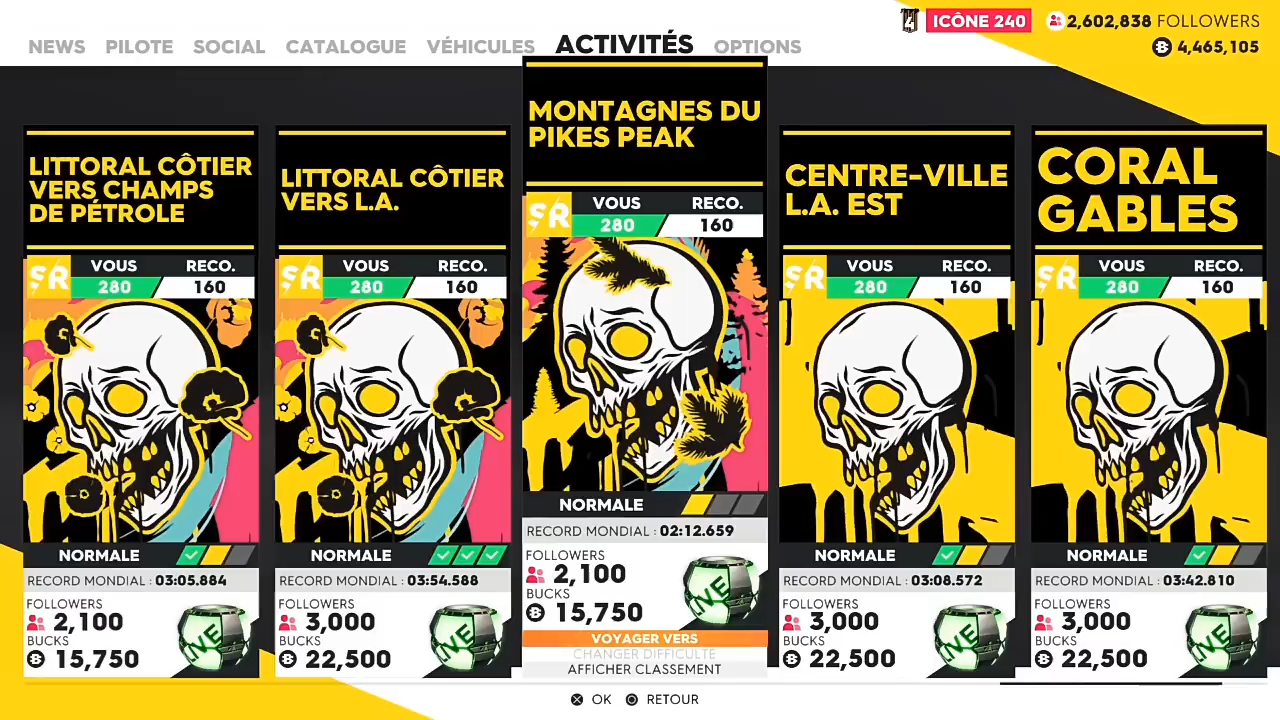 ICÔNE 240
2,602,838 FOLLOWERS
NEWS PILOTE SOCIAL CATALOGUE VÉHICULES ACTIVITÉS OPTIONS
4,465,105
LITTORAL CÔTIER
VERS CHAMPS
DE PÉTROLE
SR
VOUS RECO.
280 160
NORMALE
RECORD MONDIAL : 03:05.884
FOLLOWERS
2,100
BUCKS
15,750
LIVE
LITTORAL CÔTIER
VERS L.A.
SR
VOUS RECO.
280 160
NORMALE
RECORD MONDIAL : 03:54.588
FOLLOWERS
3,000
BUCKS
22,500
LIVE
MONTAGNES DU
PIKES PEAK
SR
VOUS RECO.
280 160
NORMALE
RECORD MONDIAL : 02:12.659
FOLLOWERS
2,100
BUCKS
15,750
LIVE
VOYAGER VERS
CHANGER DIFFICULTÉ
AFFICHER CLASSEMENT
CENTRE-VILLE
L.A. EST
SR
VOUS RECO.
280 160
NORMALE
RECORD MONDIAL : 03:08.572
FOLLOWERS
3,000
BUCKS
22,500
LIVE
CORAL
GABLES
SR
VOUS RECO.
280 160
NORMALE
RECORD MONDIAL : 03:42.810
FOLLOWERS
3,000
BUCKS
22,500
LIVE
OK RETOUR